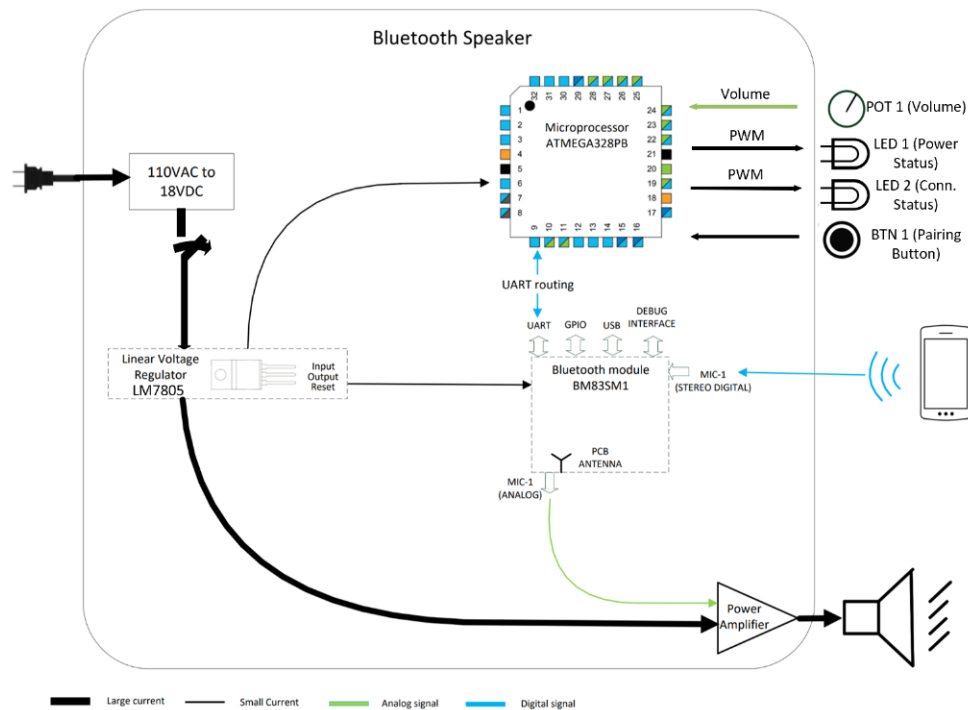 Bluetooth Speaker
32 31 30 29 28 27 26 25
1
2
3
4
5
6
7
8
24
23
22
21
20
19
18
17
9 10 11 12 13 14 15 16
Microprocessor
ATMEGA328PB
Volume
POT 1 (Volume)
PWM
LED 1 (Power
Status)
PWM
LED 2 (Conn.
Status)
BTN 1 (Pairing
Button)
110VAC to
18VDC
UART routing
UART
GPIO
USB
DEBUG
INTERFACE
Linear Voltage
Regulator
LM7805
Input
Output
Reset
Bluetooth module
BM83SM1
MIC-1
(STEREO DIGITAL)
PCB
ANTENNA
MIC-1
(ANALOG)
Power
Amplifier
Large current
Small Current
Analog signal
Digital signal